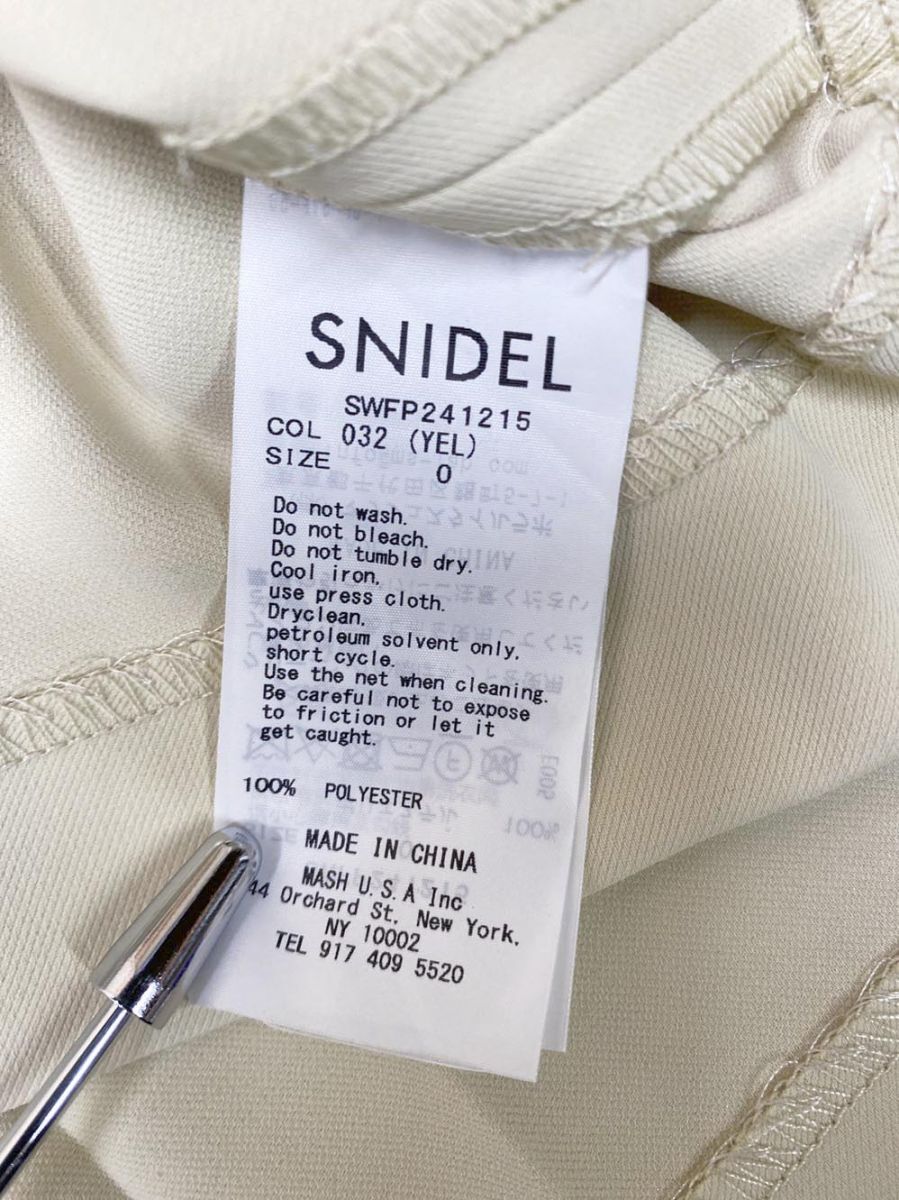 SNIDEL
SWFP241215
COL 032 (YEL)
SIZE 0
Do not wash.
Do not bleach.
Do not tumble dry.
Cool iron,
use press cloth.
Dryclean,
petroleum solvent only,
short cycle.
Use the net when cleaning.
Be careful not to expose
to friction or let it
get caught.
100% POLYESTER
MADE IN CHINA
MASH U.S.A Inc
44 Orchard St, New York,
NY 10002
TEL 917 409 5520